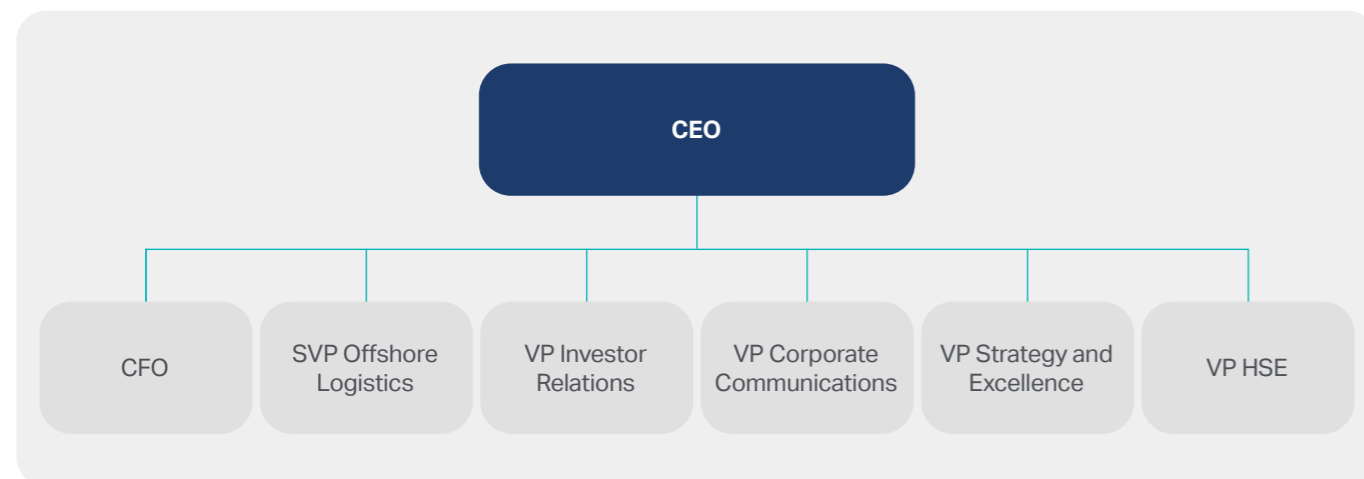 CEO
CFO
SVP Offshore
Logistics
VP Investor
Relations
VP Corporate
Communications
VP Strategy and
Excellence
VP HSE